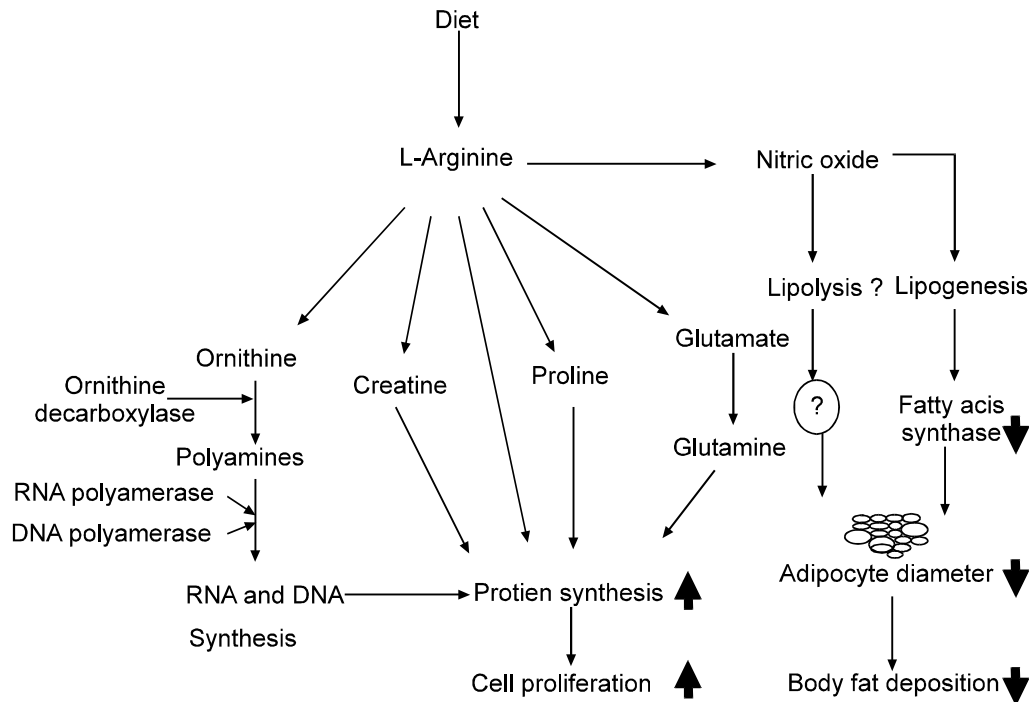 Diet
L-Arginine
Nitric oxide
Lipolysis ?
Lipogenesis
Ornithine
Creatine
Proline
Glutamate
Ornithine
decarboxylase
?
Fatty acis
synthase
Polyamines
Glutamine
RNA polyamerase
DNA polyamerase
RNA and DNA
Synthesis
Protien synthesis
Adipocyte diameter
Cell proliferation
Body fat deposition